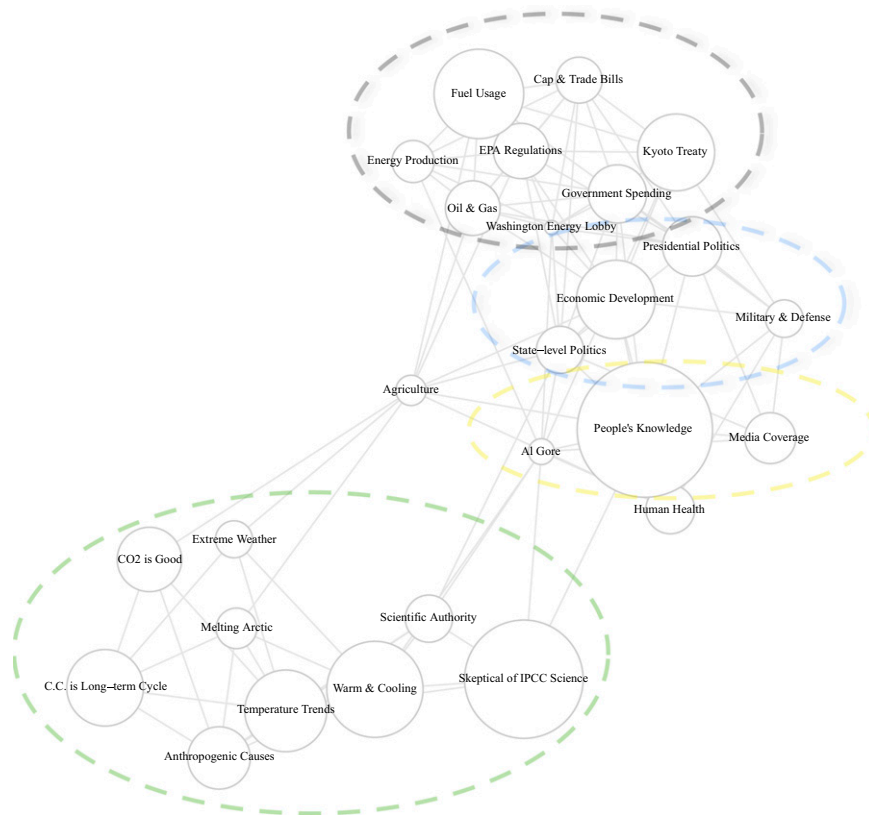 Cap & Trade Bills
Fuel Usage
EPA Regulations
Kyoto Treaty
Energy Production
Government Spending
Oil & Gas
Washington Energy Lobby
Presidential Politics
Economic Development
Military & Defense
State–level Politics
Agriculture
People's Knowledge
Media Coverage
Al Gore
Human Health
Extreme Weather
CO2 is Good
Scientific Authority
Melting Arctic
Skeptical of IPCC Science
C.C. is Long–term Cycle
Warm & Cooling
Temperature Trends
Anthropogenic Causes